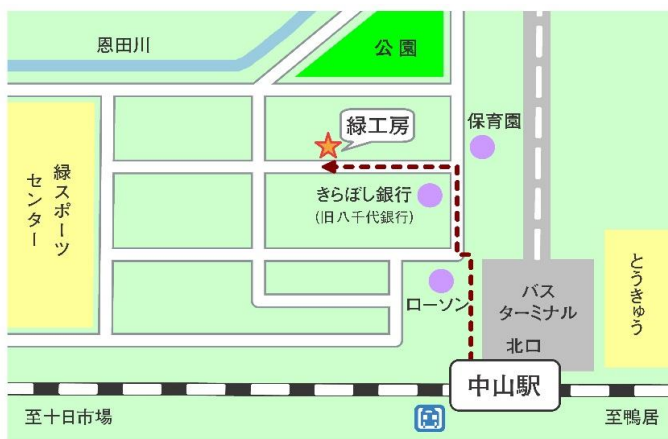 恩田川
公園
保育園
緑工房
緑スポーツ
センター
きらぼし銀行
(旧八千代銀行)
ローソン
バス
ターミナル
北口
とうきゅう
中山駅
至十日市場
至鴨居